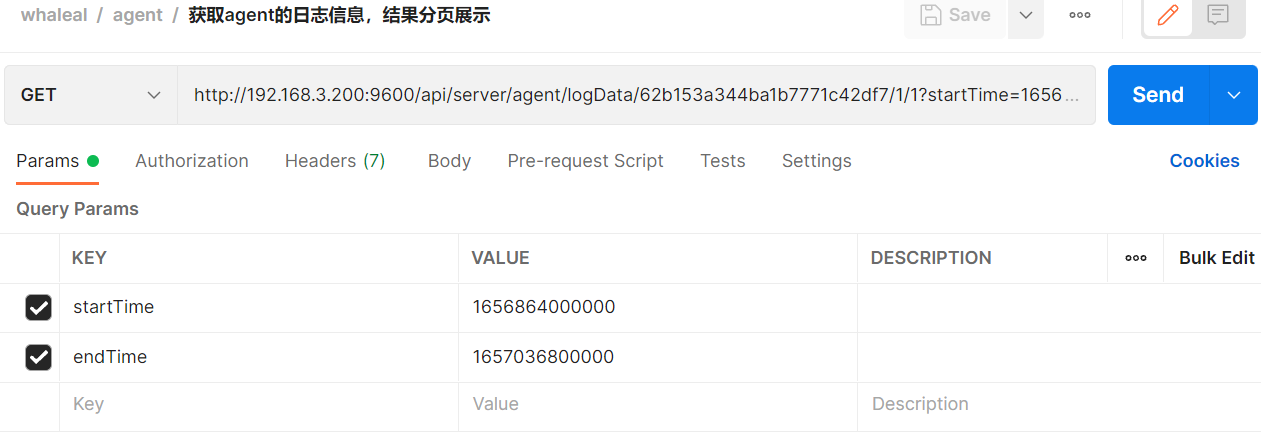 whaleal / agent / 获取agent的日志信息，结果分页展示 Save
GET http://192.168.3.200:9600/api/server/agent/logData/62b153a344ba1b7771c42df7/1/1?startTime=1656 ... Send
Params Authorization Headers (7) Body Pre-request Script Tests Settings Cookies
Query Params
KEY VALUE DESCRIPTION Bulk Edit
startTime 1656864000000
endTime 1657036800000
Key Value Description